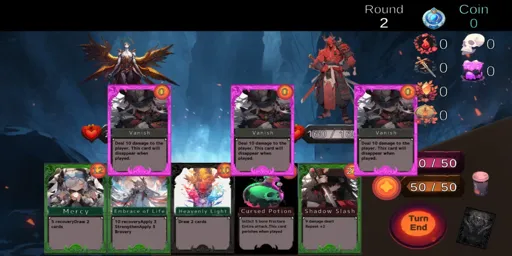 Round
2
Coin
0
0
0
0
0
Vanish
Deal 10 damage to the
player. This card will
disappear when
played.
Vanish
Deal 10 damage to the
player. This card will
disappear when
played.
Vanish
Deal 10 damage to the
player. This card will
disappear when
played.
0 / 50
50 / 50
Mercy
Embrace of Life
Heavenly Light
Draw 2 cards
Cursed Potion
Shadow Slash
Turn
End